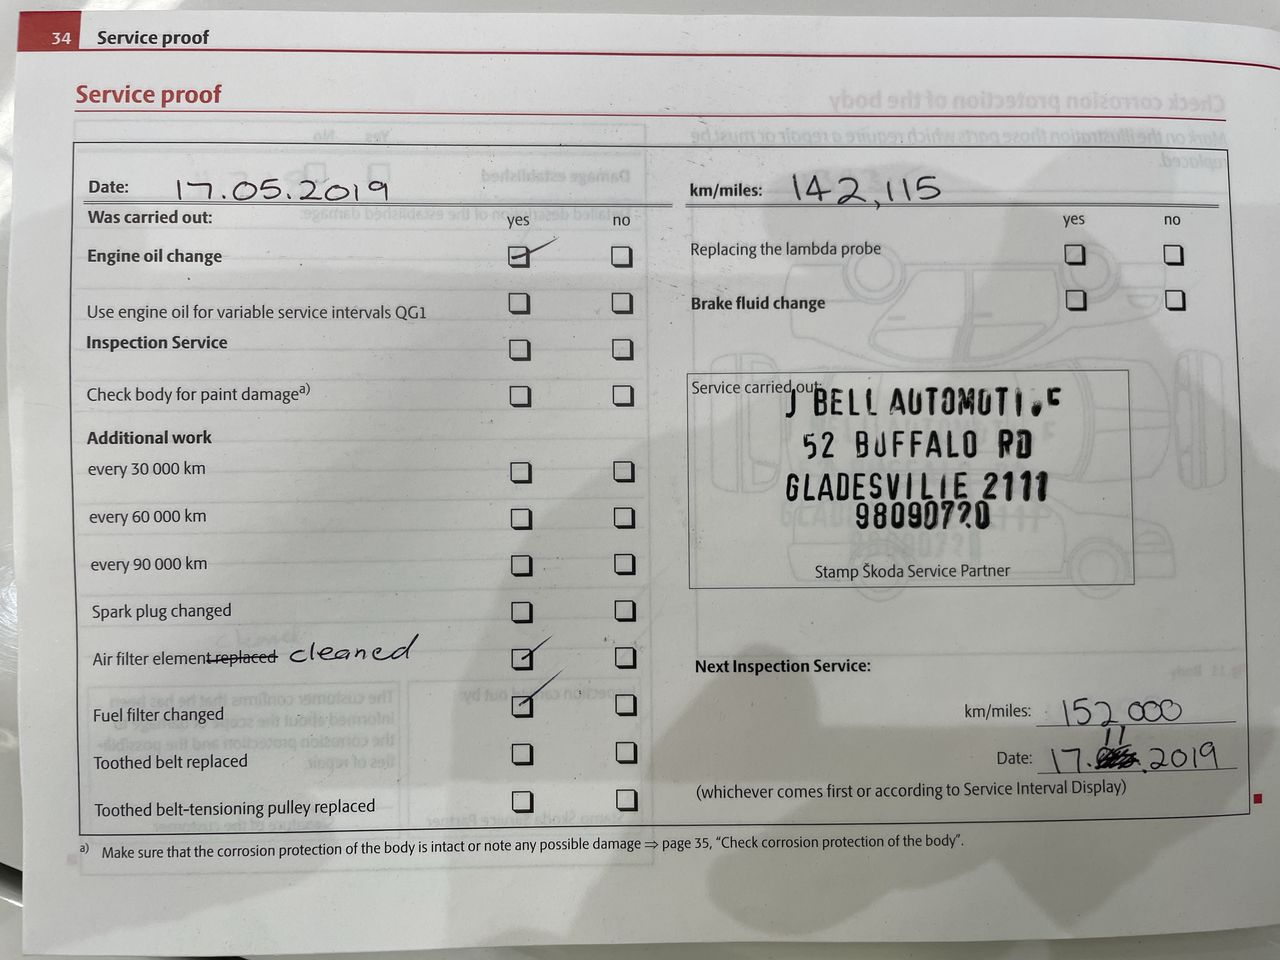 34 Service proof
Service proof
Date: 17.05.2019
km/miles: 142,115
Was carried out: yes no
yes no
Engine oil change
Replacing the lambda probe
Use engine oil for variable service intervals QG1
Brake fluid change
Inspection Service
Check body for paint damage a)
Service carried out:
J BELL AUTOMOTI.E
52 BUFFALO RD
GLADESVILIE 2111
98090720
Stamp Škoda Service Partner
Additional work
every 30 000 km
every 60 000 km
every 90 000 km
Spark plug changed
Air filter element replaced cleaned
Fuel filter changed
Toothed belt replaced
Toothed belt-tensioning pulley replaced
Next Inspection Service:
km/miles: 152 000
Date: 17.11.2019
(whichever comes first or according to Service Interval Display)
a) Make sure that the corrosion protection of the body is intact or note any possible damage ⇒ page 35, “Check corrosion protection of the body”.